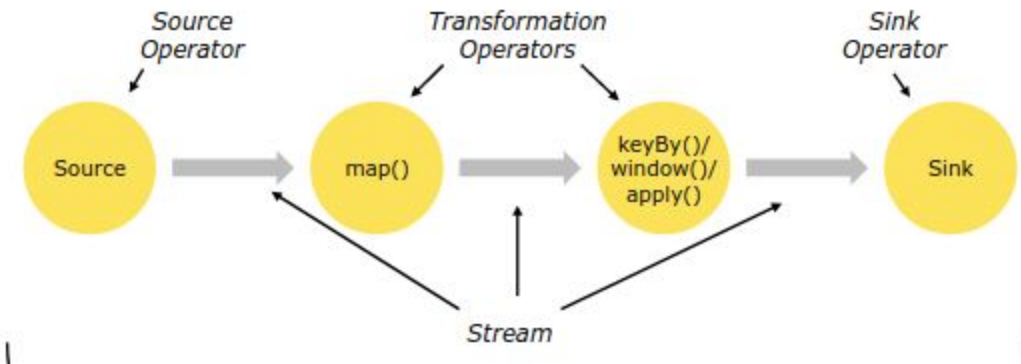 Source
Operator
Transformation
Operators
Sink
Operator
Source
map()
keyBy()/
window()/
apply()
Sink
Stream